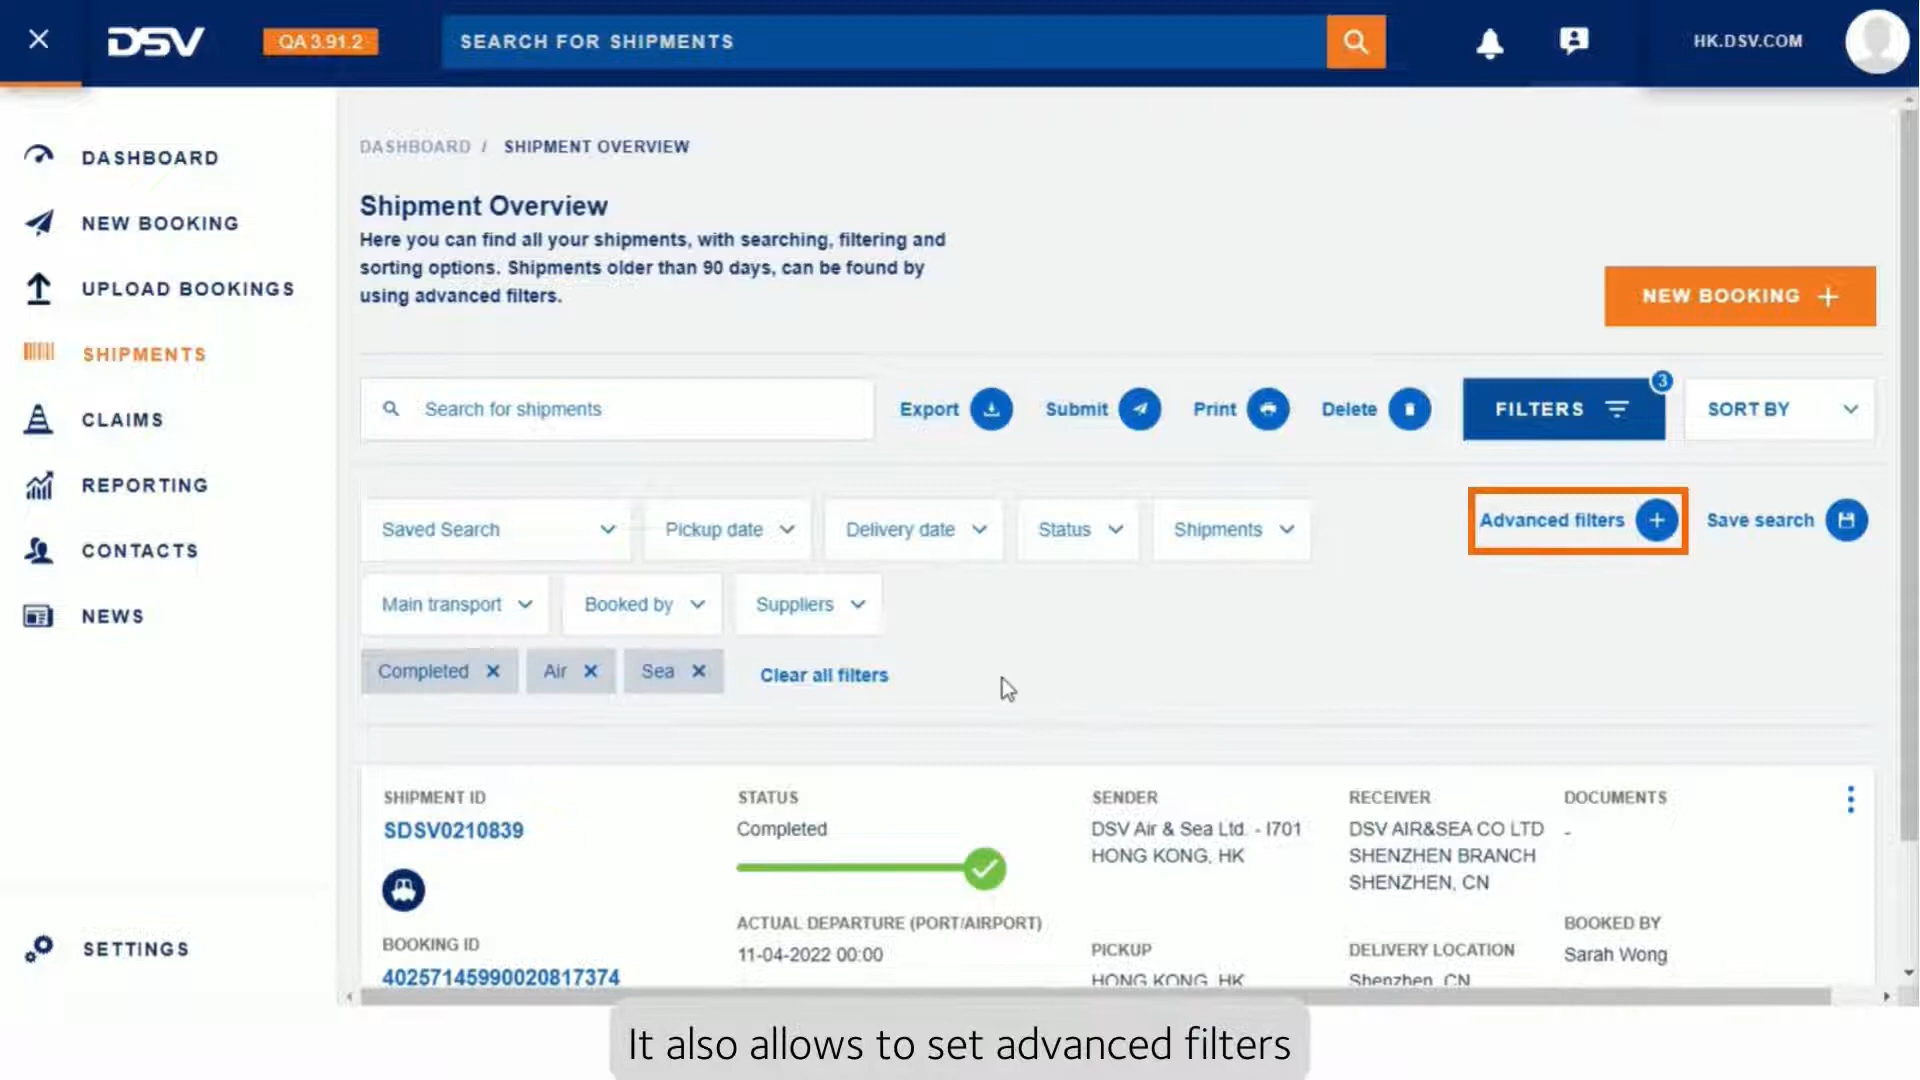 DSV
QA 3.91.2
SEARCH FOR SHIPMENTS
HK.DSV.COM
DASHBOARD
NEW BOOKING
UPLOAD BOOKINGS
SHIPMENTS
CLAIMS
REPORTING
CONTACTS
NEWS
SETTINGS
DASHBOARD / SHIPMENT OVERVIEW
Shipment Overview
Here you can find all your shipments, with searching, filtering and
sorting options. Shipments older than 90 days, can be found by
using advanced filters.
NEW BOOKING
Search for shipments
Export
Submit
Print
Delete
FILTERS
3
SORT BY
Saved Search
Pickup date
Delivery date
Status
Shipments
Advanced filters
Save search
Main transport
Booked by
Suppliers
Completed
Air
Sea
Clear all filters
SHIPMENT ID
SDSV0210839
BOOKING ID
40257145990020817374
STATUS
Completed
ACTUAL DEPARTURE (PORT/AIRPORT)
11-04-2022 00:00
SENDER
DSV Air & Sea Ltd. - I701
HONG KONG, HK
PICKUP
HONG KONG, HK
RECEIVER
DSV AIR&SEA CO LTD
SHENZHEN BRANCH
SHENZHEN, CN
DELIVERY LOCATION
Shenzhen, CN
DOCUMENTS
-
BOOKED BY
Sarah Wong
It also allows to set advanced filters